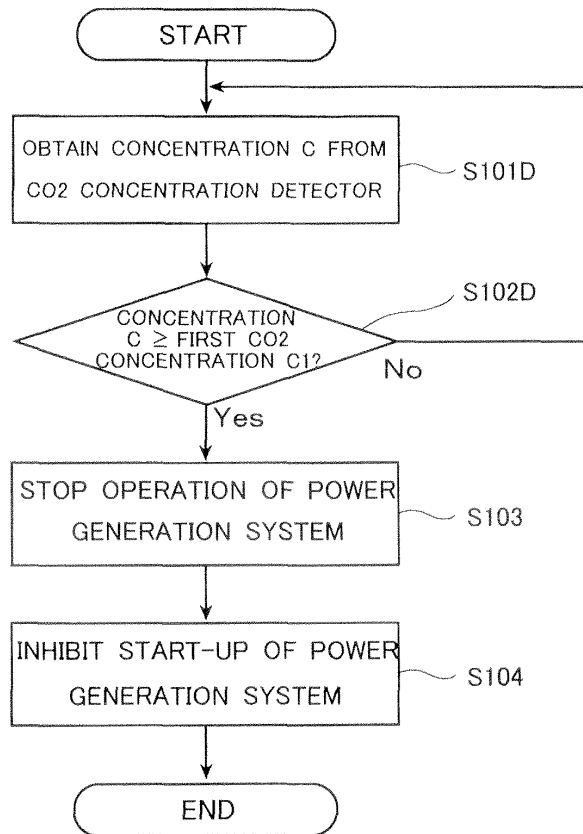 START
OBTAIN CONCENTRATION C FROM
CO2 CONCENTRATION DETECTOR
S101D
S102D
CONCENTRATION
C ≥ FIRST CO2
CONCENTRATION C1?
No
Yes
STOP OPERATION OF POWER
GENERATION SYSTEM
S103
INHIBIT START-UP OF POWER
GENERATION SYSTEM
S104
END